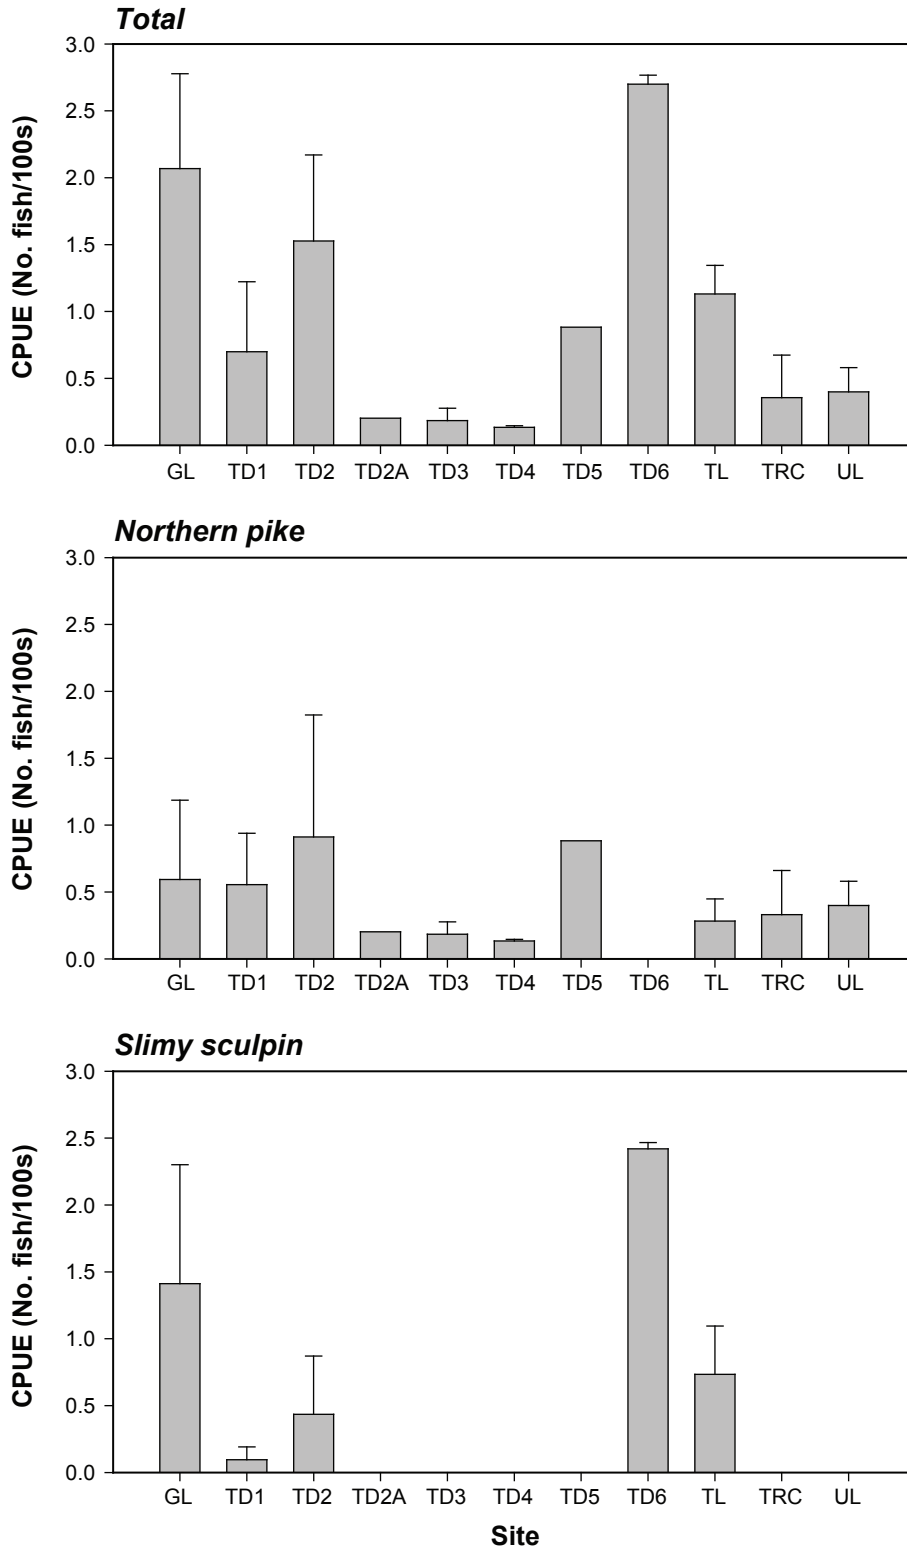 Total
CPUE (No. fish/100s)
3.0
2.5
2.0
1.5
1.0
0.5
0.0
GL TD1 TD2 TD2A TD3 TD4 TD5 TD6 TL TRC UL
Northern pike
CPUE (No. fish/100s)
3.0
2.5
2.0
1.5
1.0
0.5
0.0
GL TD1 TD2 TD2A TD3 TD4 TD5 TD6 TL TRC UL
Slimy sculpin
CPUE (No. fish/100s)
3.0
2.5
2.0
1.5
1.0
0.5
0.0
GL TD1 TD2 TD2A TD3 TD4 TD5 TD6 TL TRC UL
Site